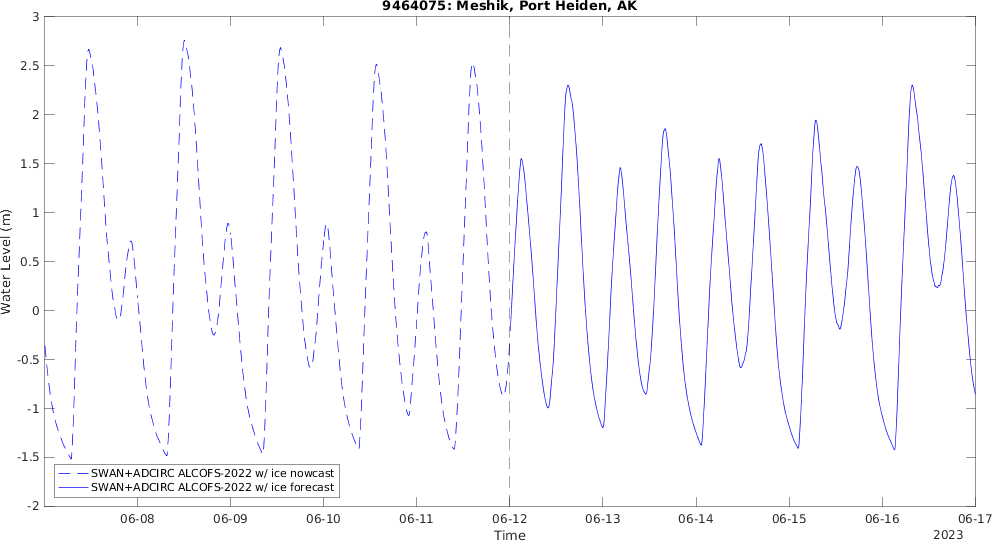 9464075: Meshik, Port Heiden, AK
3
2.5
2
1.5
1
0.5
0
-0.5
-1
-1.5
-2
Water Level (m)
SWAN+ADCIRC ALCOFS-2022 w/ ice nowcast
SWAN+ADCIRC ALCOFS-2022 w/ ice forecast
06-08 06-09 06-10 06-11 06-12 06-13 06-14 06-15 06-16 06-17
Time
2023